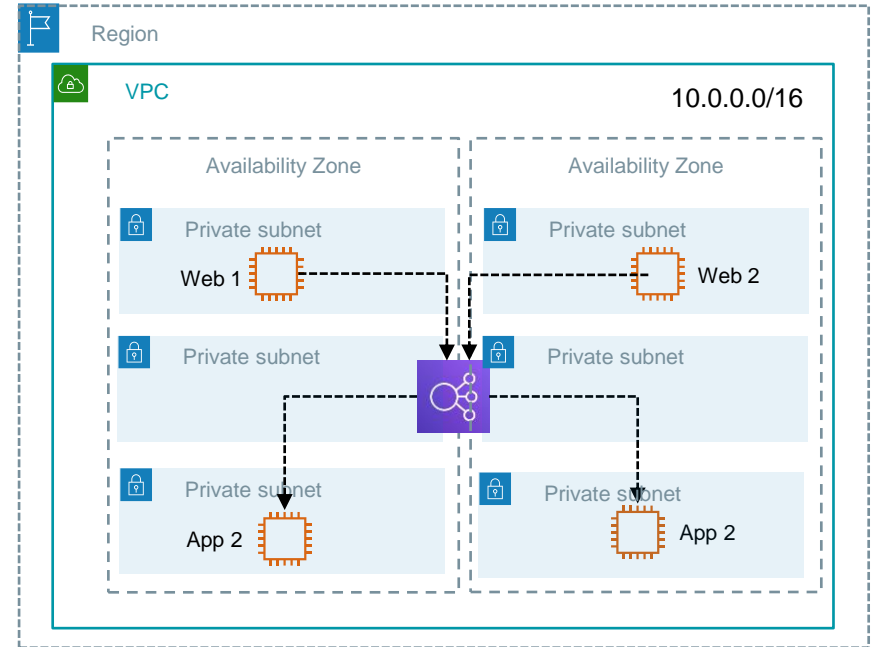 Region
VPC
10.0.0.0/16
Availability Zone
Availability Zone
Private subnet
Private subnet
Web 1
Web 2
Private subnet
Private subnet
Private subnet
Private subnet
App 2
App 2